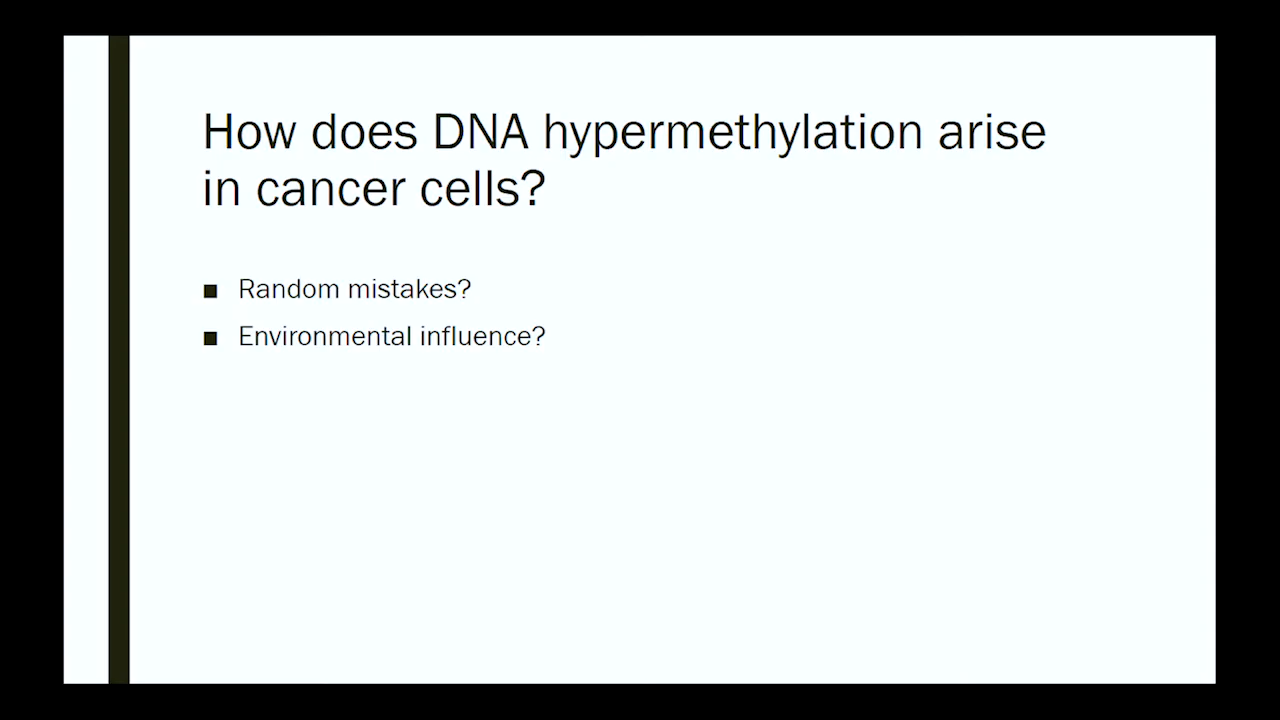 How does DNA hypermethylation arise
in cancer cells?
■ Random mistakes?
■ Environmental influence?